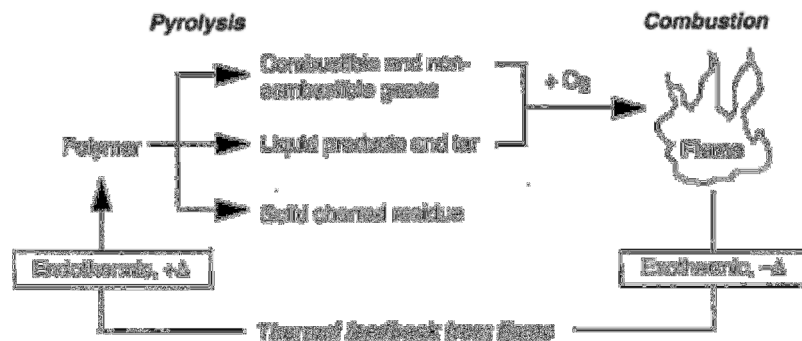 Pyrolysis
Combustion
Combustible and non-
combustible gases
+ O2
Polymer
Liquid products and tar
Flame
Solid charred residue
Endothermic, +Δ
Exothermic, −Δ
Thermal feedback from flame